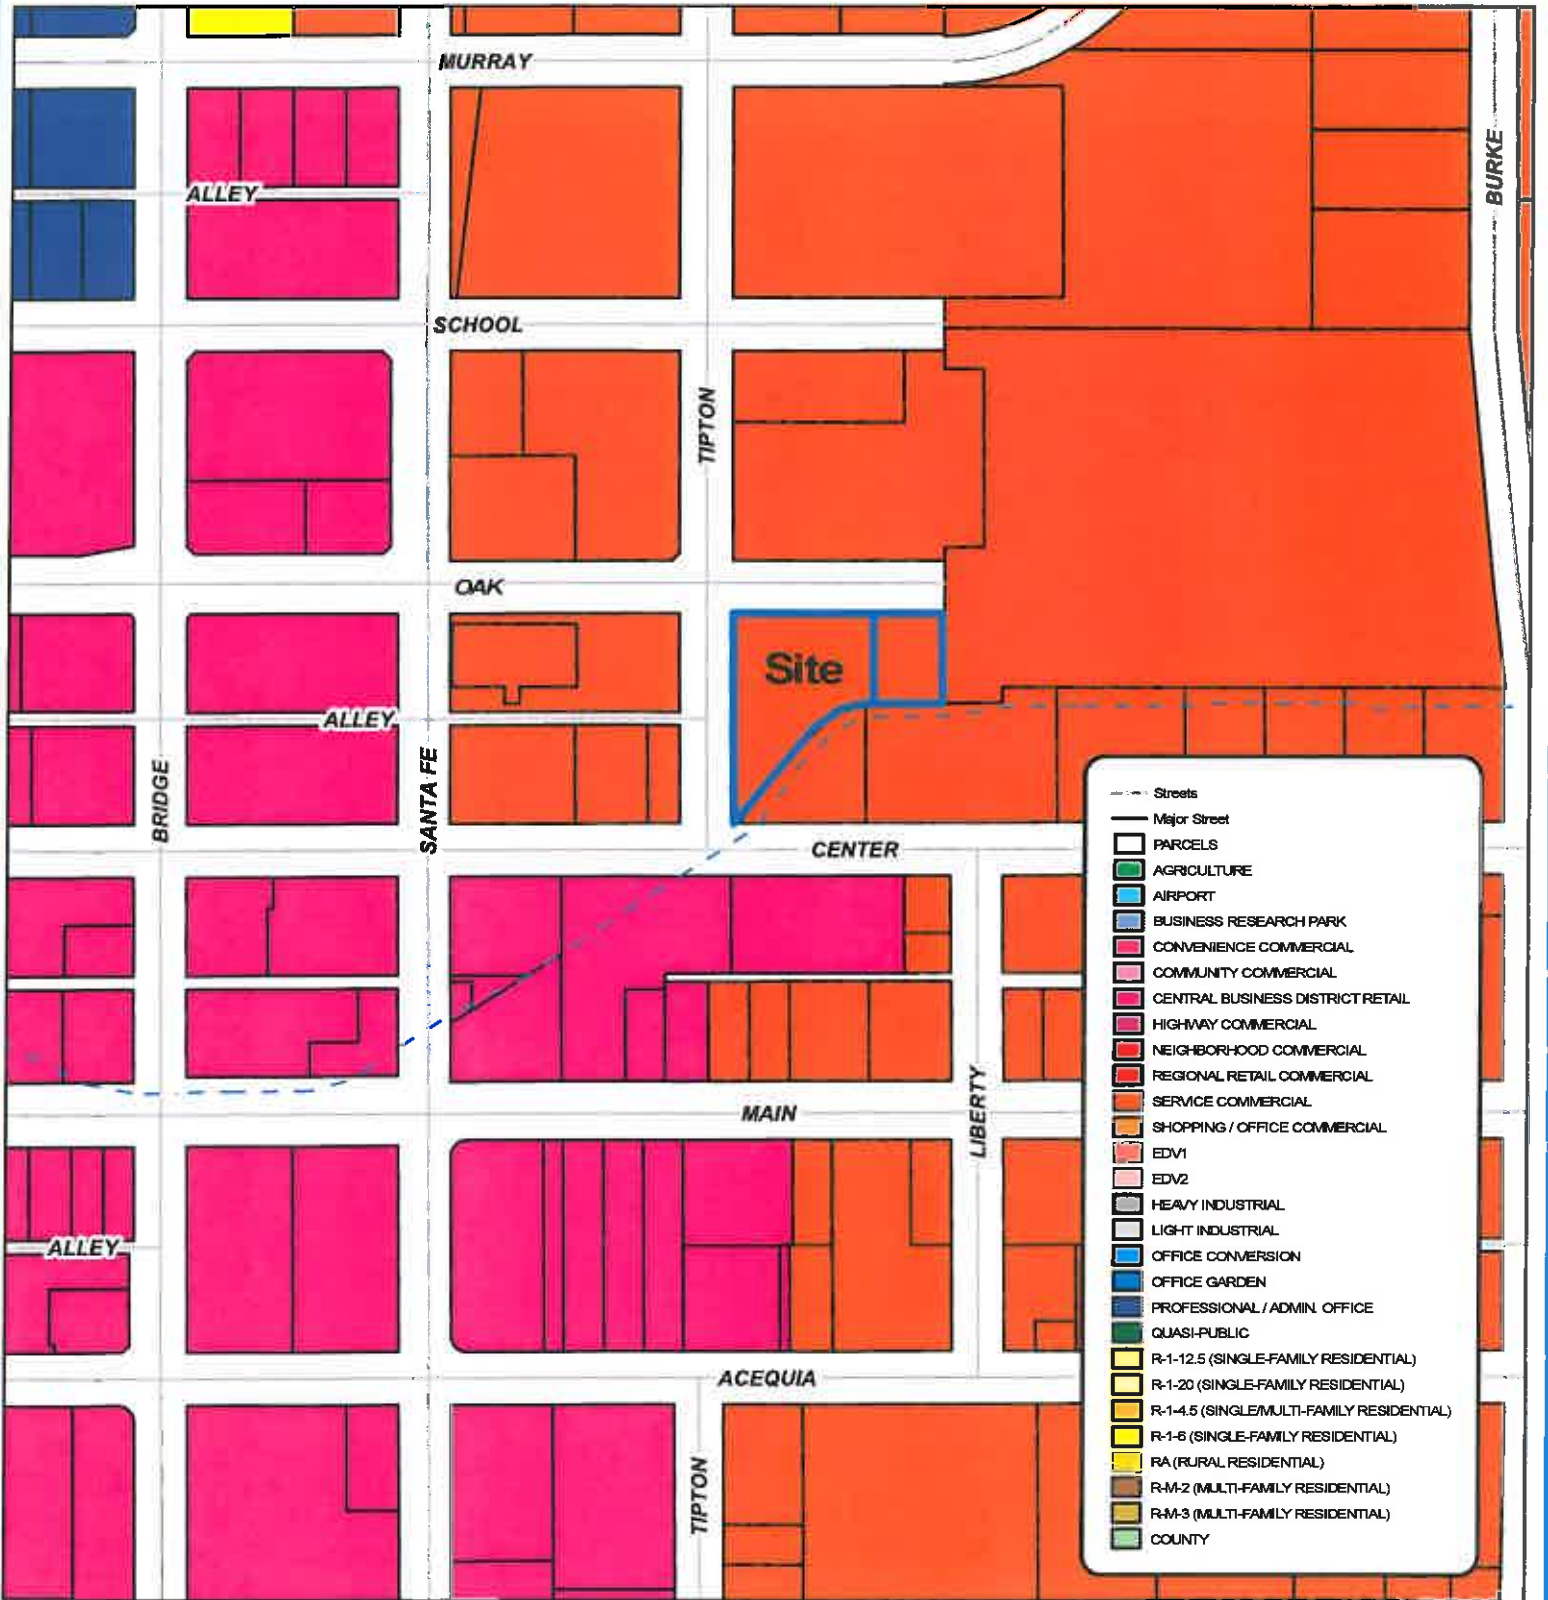 MURRAY
BURKE
ALLEY
SCHOOL
TIPTON
OAK
Site
ALLEY
BRIDGE
SANTA FE
CENTER
LIBERTY
MAIN
ALLEY
ACEQUIA
TIPTON
Streets
Major Street
PARCELS
AGRICULTURE
AIRPORT
BUSINESS RESEARCH PARK
CONVENIENCE COMMERCIAL
COMMUNITY COMMERCIAL
CENTRAL BUSINESS DISTRICT RETAIL
HIGHWAY COMMERCIAL
NEIGHBORHOOD COMMERCIAL
REGIONAL RETAIL COMMERCIAL
SERVICE COMMERCIAL
SHOPPING / OFFICE COMMERCIAL
EDV1
EDV2
HEAVY INDUSTRIAL
LIGHT INDUSTRIAL
OFFICE CONVERSION
OFFICE GARDEN
PROFESSIONAL / ADMIN. OFFICE
QUASI-PUBLIC
R-1-12.5 (SINGLE-FAMILY RESIDENTIAL)
R-1-20 (SINGLE-FAMILY RESIDENTIAL)
R-1-4.5 (SINGLE/MULTI-FAMILY RESIDENTIAL)
R-1-6 (SINGLE-FAMILY RESIDENTIAL)
RA (RURAL RESIDENTIAL)
R-M-2 (MULTI-FAMILY RESIDENTIAL)
R-M-3 (MULTI-FAMILY RESIDENTIAL)
COUNTY